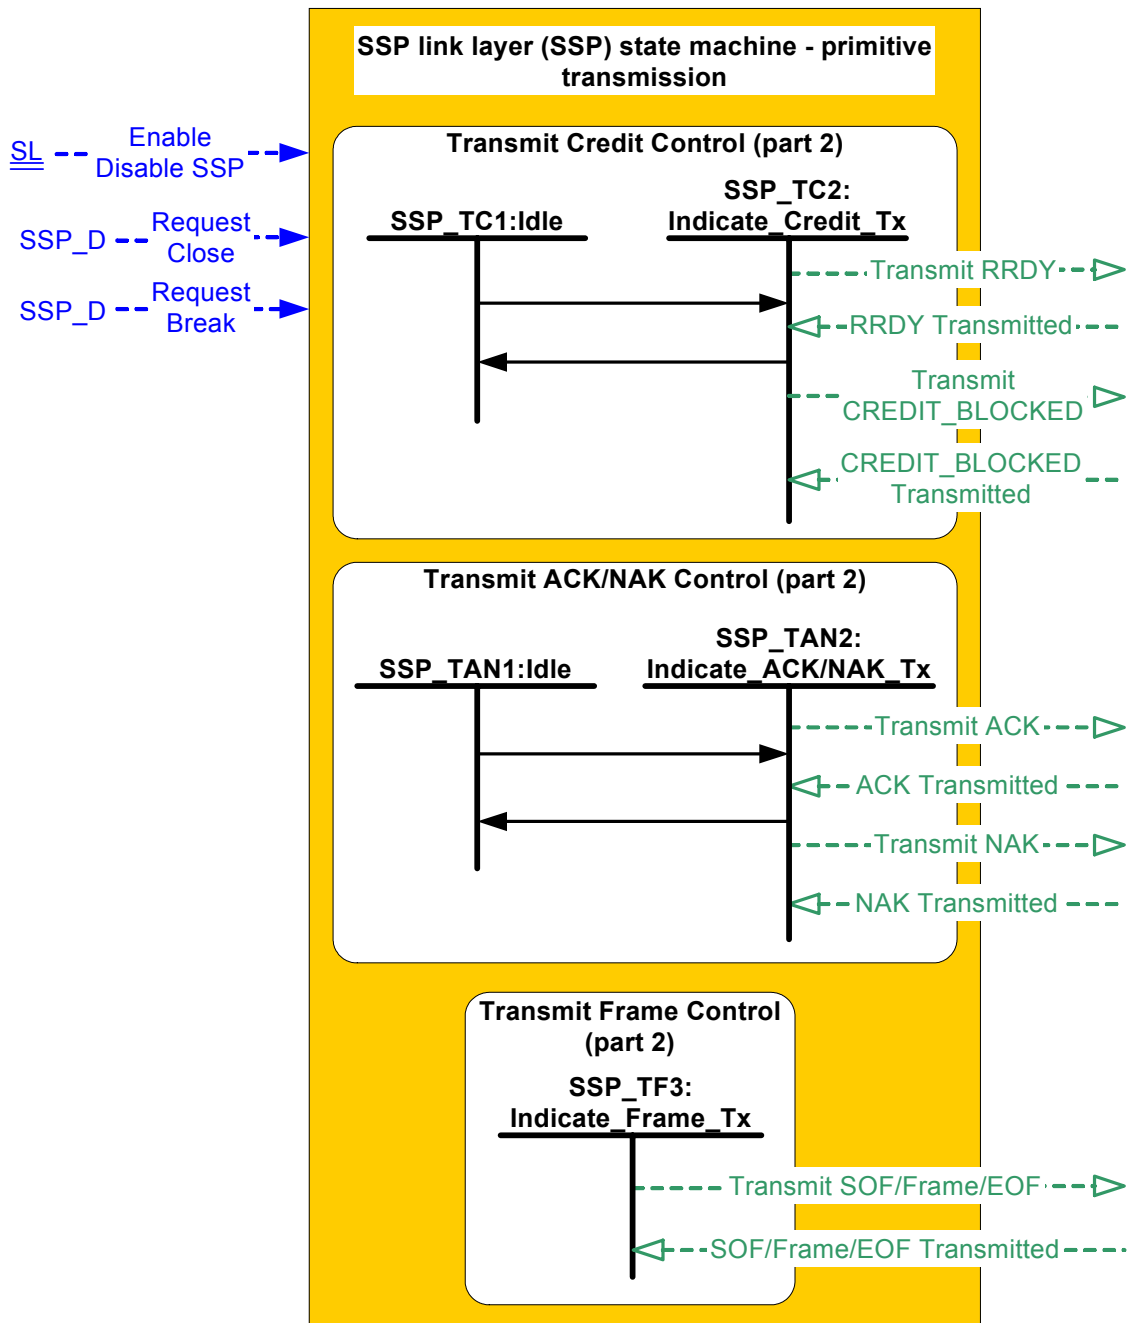 SSP link layer (SSP) state machine - primitive
transmission
SL
Enable
Disable SSP
SSP_D
Request
Close
SSP_D
Request
Break
Transmit Credit Control (part 2)
SSP_TC1:Idle
SSP_TC2:
Indicate_Credit_Tx
Transmit RRDY
RRDY Transmitted
Transmit
CREDIT_BLOCKED
CREDIT_BLOCKED
Transmitted
Transmit ACK/NAK Control (part 2)
SSP_TAN1:Idle
SSP_TAN2:
Indicate_ACK/NAK_Tx
Transmit ACK
ACK Transmitted
Transmit NAK
NAK Transmitted
Transmit Frame Control
(part 2)
SSP_TF3:
Indicate_Frame_Tx
Transmit SOF/Frame/EOF
SOF/Frame/EOF Transmitted